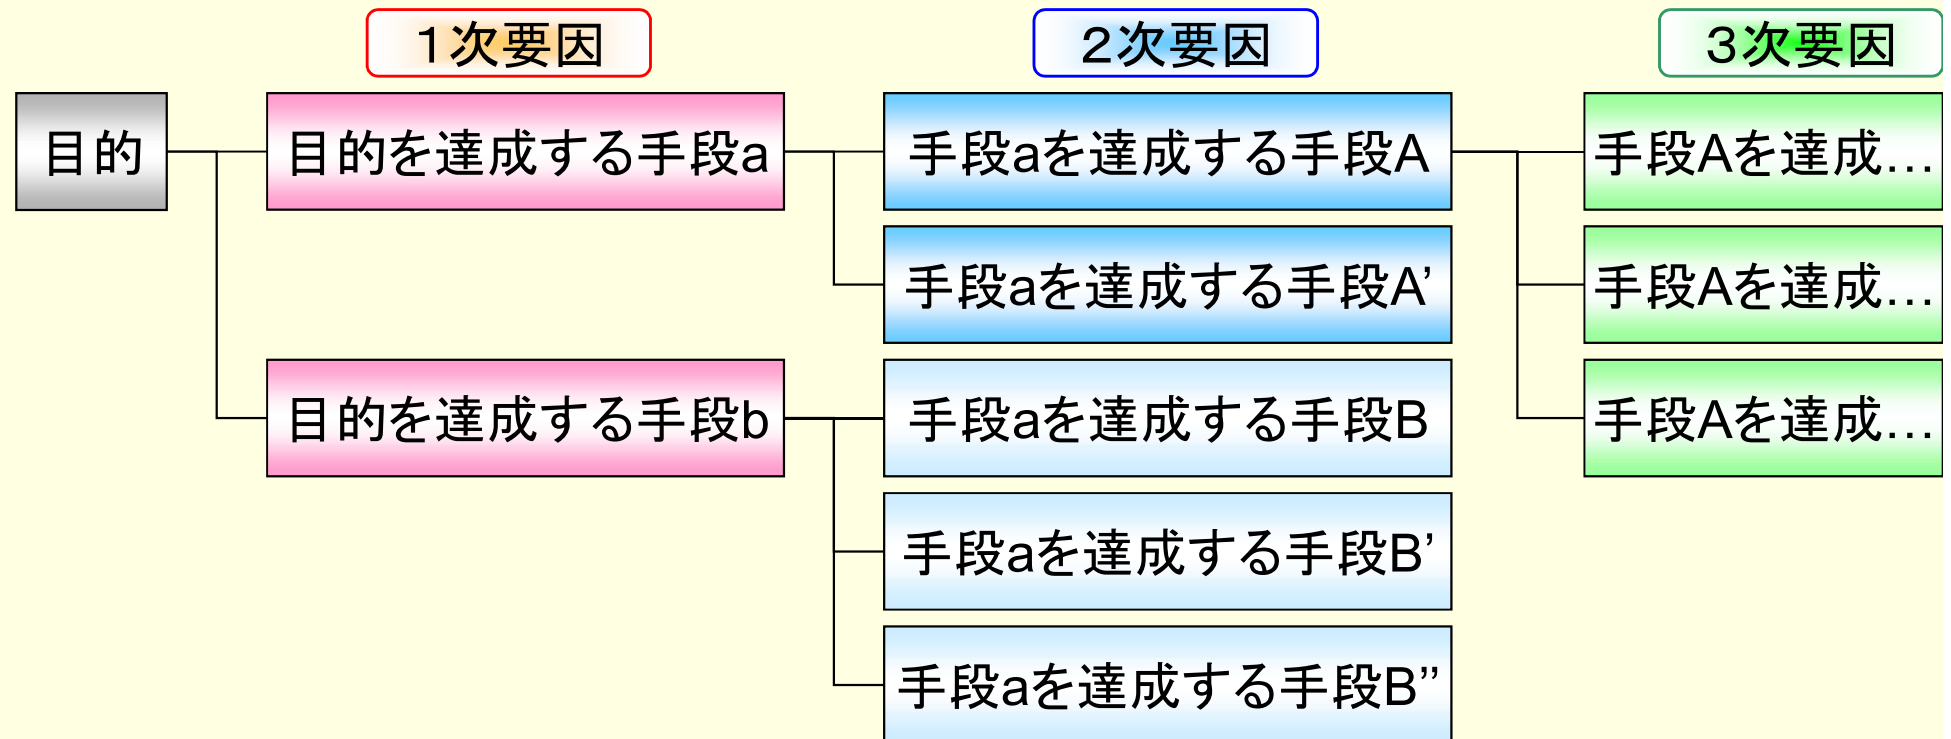 １次要因
２次要因
３次要因
目的
目的を達成する手段a
手段aを達成する手段A
手段Aを達成…
手段aを達成する手段A’
手段Aを達成…
目的を達成する手段b
手段aを達成する手段B
手段Aを達成…
手段aを達成する手段B’
手段aを達成する手段B’’